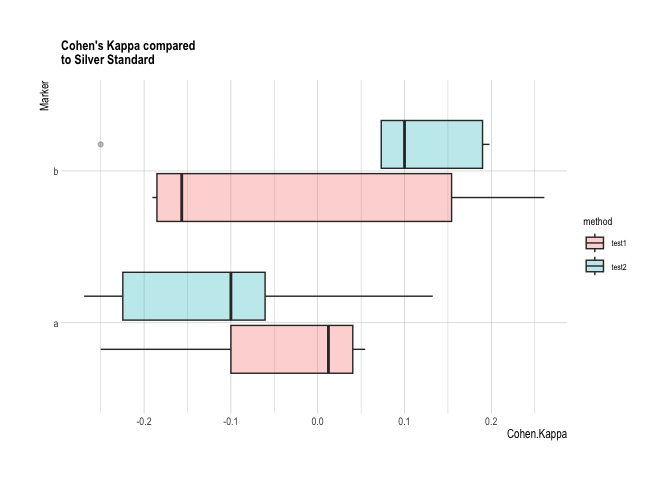 Cohen's Kappa compared
to Silver Standard
Marker
b
a
-0.2
-0.1
0.0
0.1
0.2
Cohen.Kappa
method
test1
test2